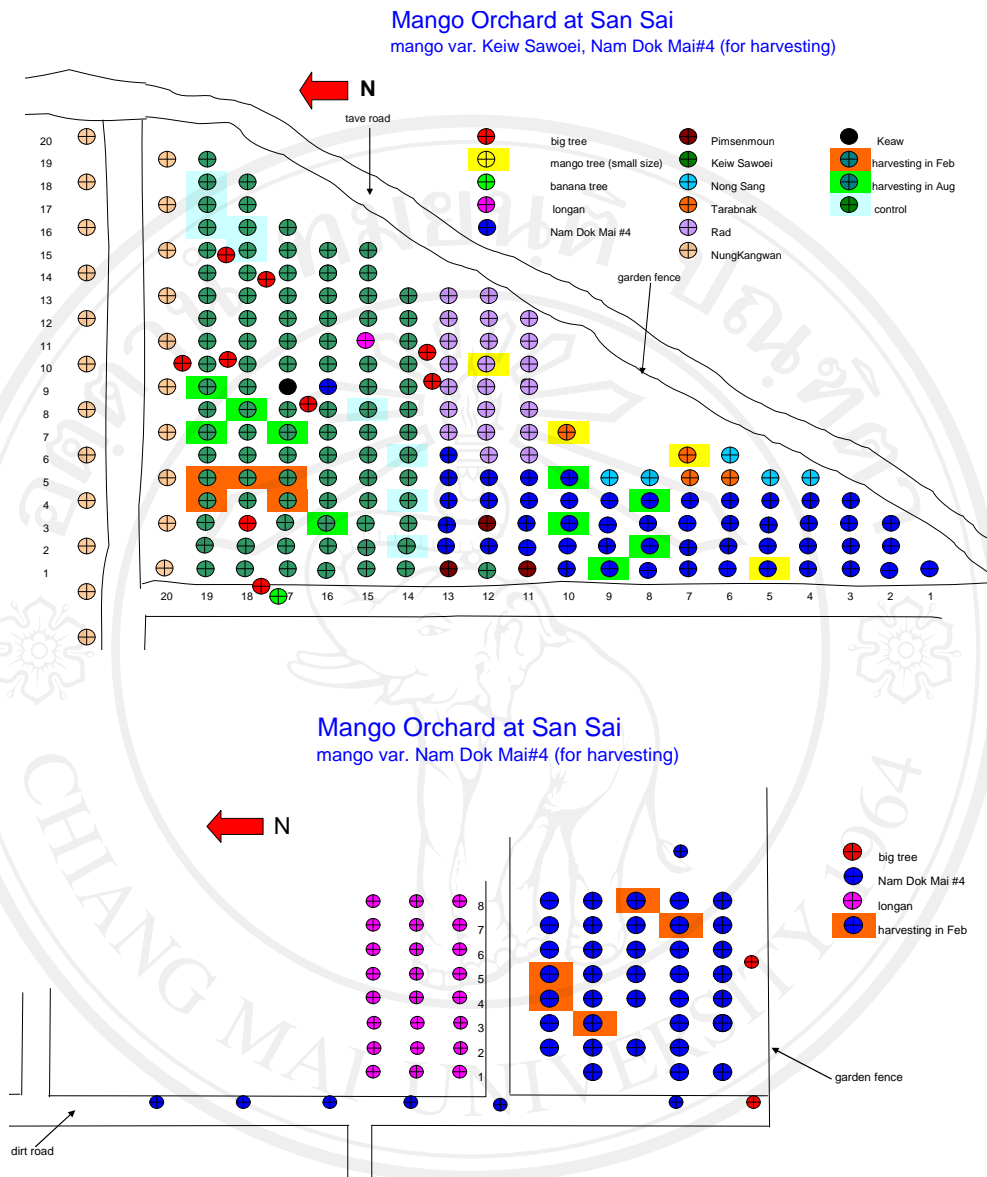 Mango Orchard at San Sai
mango var. Keiw Sawoei, Nam Dok Mai#4 (for harvesting)
N
tave road
big tree
Pimsenmoun
Keaw
mango tree (small size)
Keiw Sawoei
harvesting in Feb
banana tree
Nong Sang
harvesting in Aug
longan
Tarabnak
control
Nam Dok Mai #4
Rad
NungKangwan
garden fence
20
19
18
17
16
15
14
13
12
11
10
9
8
7
6
5
4
3
2
1
20 19 18 17 16 15 14 13 12 11 10 9 8 7 6 5 4 3 2 1
Mango Orchard at San Sai
mango var. Nam Dok Mai#4 (for harvesting)
N
big tree
Nam Dok Mai #4
longan
harvesting in Feb
8
7
6
5
4
3
2
1
garden fence
dirt road
CHIANG MAI UNIVERSITY 1964